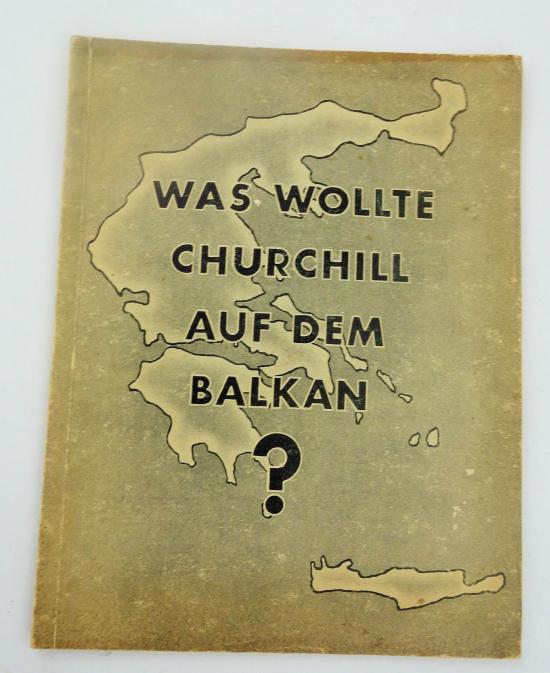 WAS WOLLTE
CHURCHILL
AUF DEM
BALKAN
?